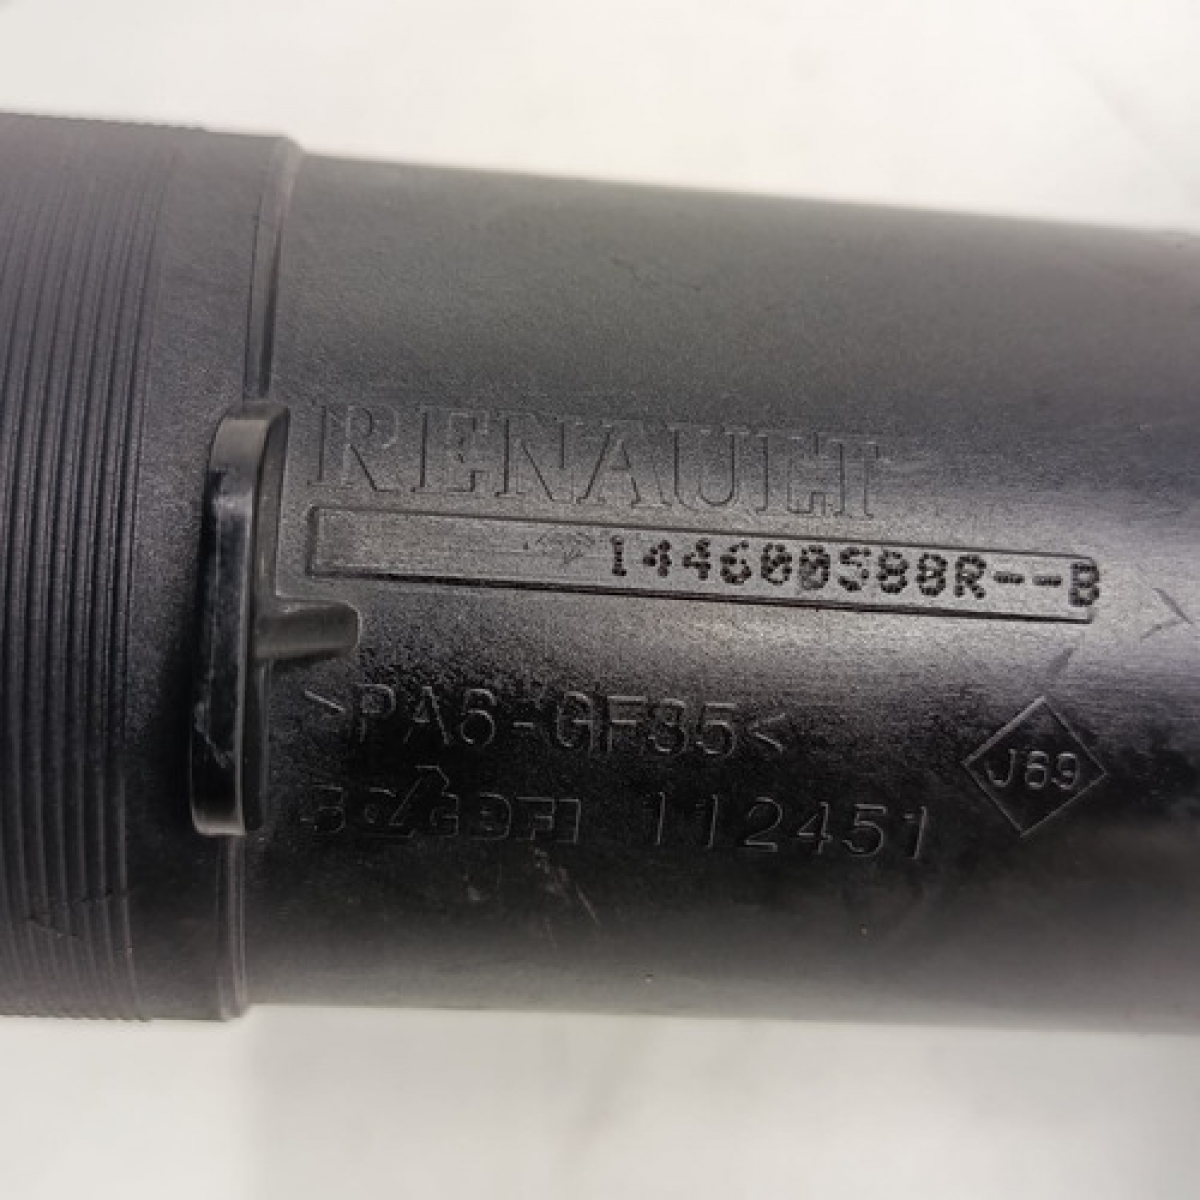 RENAULT
144600588R--B
>PA6-GF35<
112451
J69